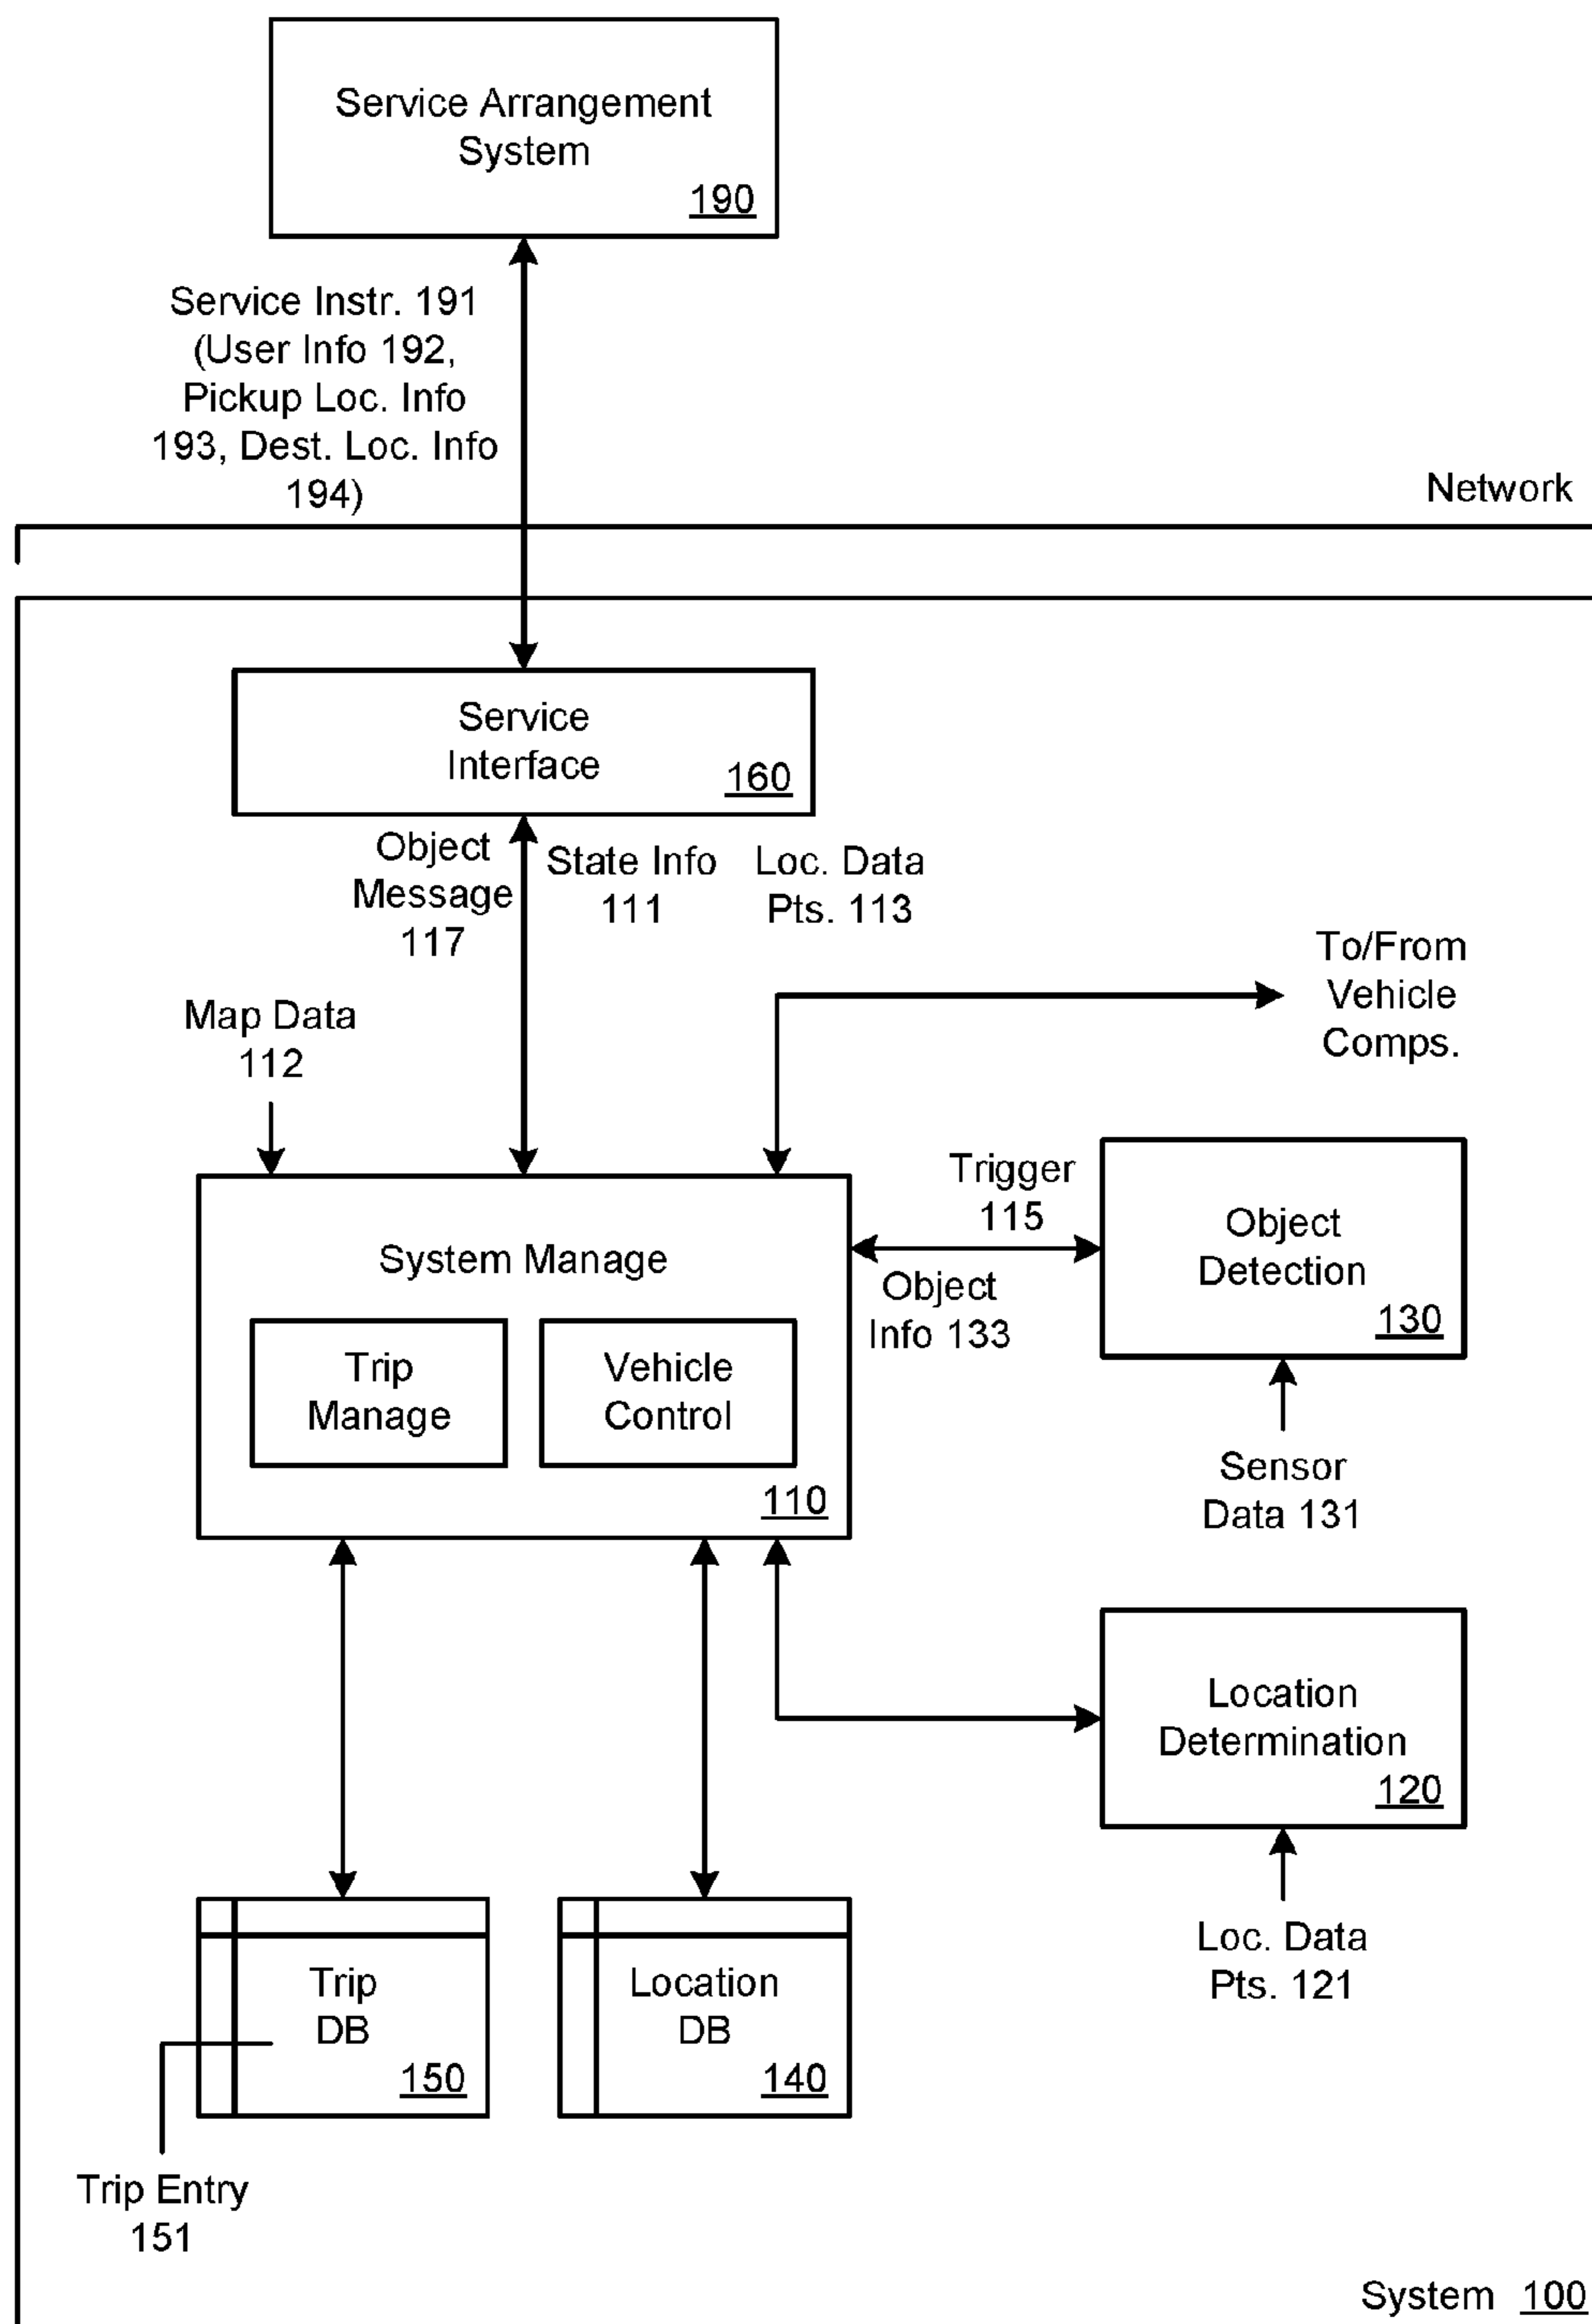 Service Arrangement
System
190
Service Instr. 191
(User Info 192,
Pickup Loc. Info
193, Dest. Loc. Info
194)
Network
Service
Interface
160
Object
Message
117
State Info
111
Loc. Data
Pts. 113
To/From
Vehicle
Comps.
Map Data
112
System Manage
Trip
Manage
Vehicle
Control
110
Trigger
115
Object
Info 133
Object
Detection
130
Sensor
Data 131
Location
Determination
120
Loc. Data
Pts. 121
Trip
DB
150
Location
DB
140
Trip Entry
151
System 100